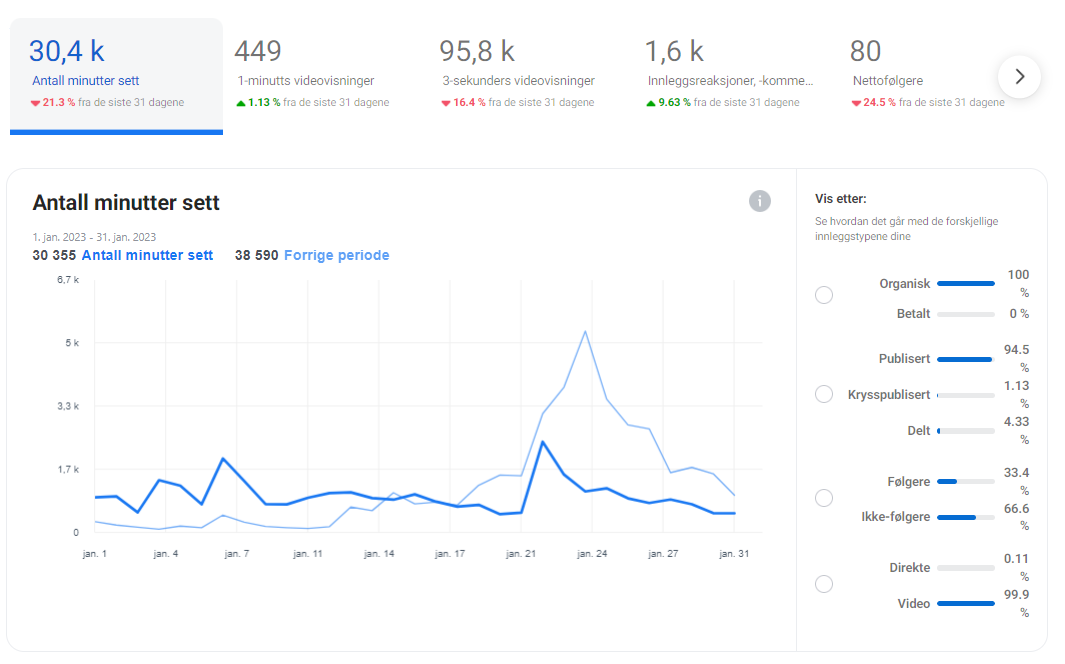 30,4 k
Antall minutter sett
21.3 % fra de siste 31 dagene
449
1-minutts videovisninger
1.13 % fra de siste 31 dagene
95,8 k
3-sekunders videovisninger
16.4 % fra de siste 31 dagene
1,6 k
Innleggsreaksjoner, -komme...
9.63 % fra de siste 31 dagene
80
Nettofølgere
24.5 % fra de siste 31 dagene
Antall minutter sett
1. jan. 2023 - 31. jan. 2023
30 355 Antall minutter sett 38 590 Forrige periode
6,7 k
5 k
3,3 k
1,7 k
0
jan. 1 jan. 4 jan. 7 jan. 11 jan. 14 jan. 17 jan. 21 jan. 24 jan. 27 jan. 31
Vis etter:
Se hvordan det går med de forskjellige
innleggstypene dine
Organisk 100
%
Betalt 0 %
Publisert 94.5
%
Krysspublisert 1.13
%
Delt 4.33
%
Følgere 33.4
%
Ikke-følgere 66.6
%
Direkte 0.11
%
Video 99.9
%